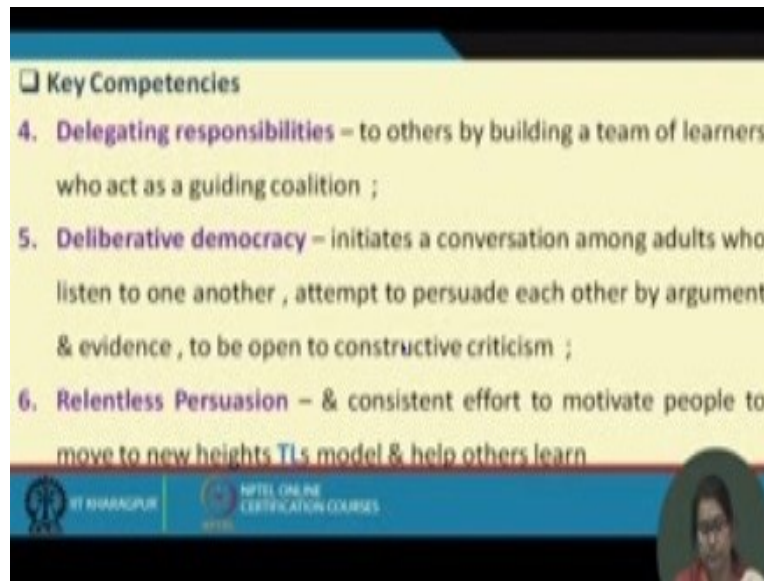 ❑ Key Competencies
4. Delegating responsibilities – to others by building a team of learners
who act as a guiding coalition ;
5. Deliberative democracy – initiates a conversation among adults who
listen to one another , attempt to persuade each other by argument
& evidence , to be open to constructive criticism ;
6. Relentless Persuasion – & consistent effort to motivate people to
move to new heights TLs model & help others learn
IIT KHARAGPUR
NPTEL ONLINE
CERTIFICATION COURSES
NPTEL